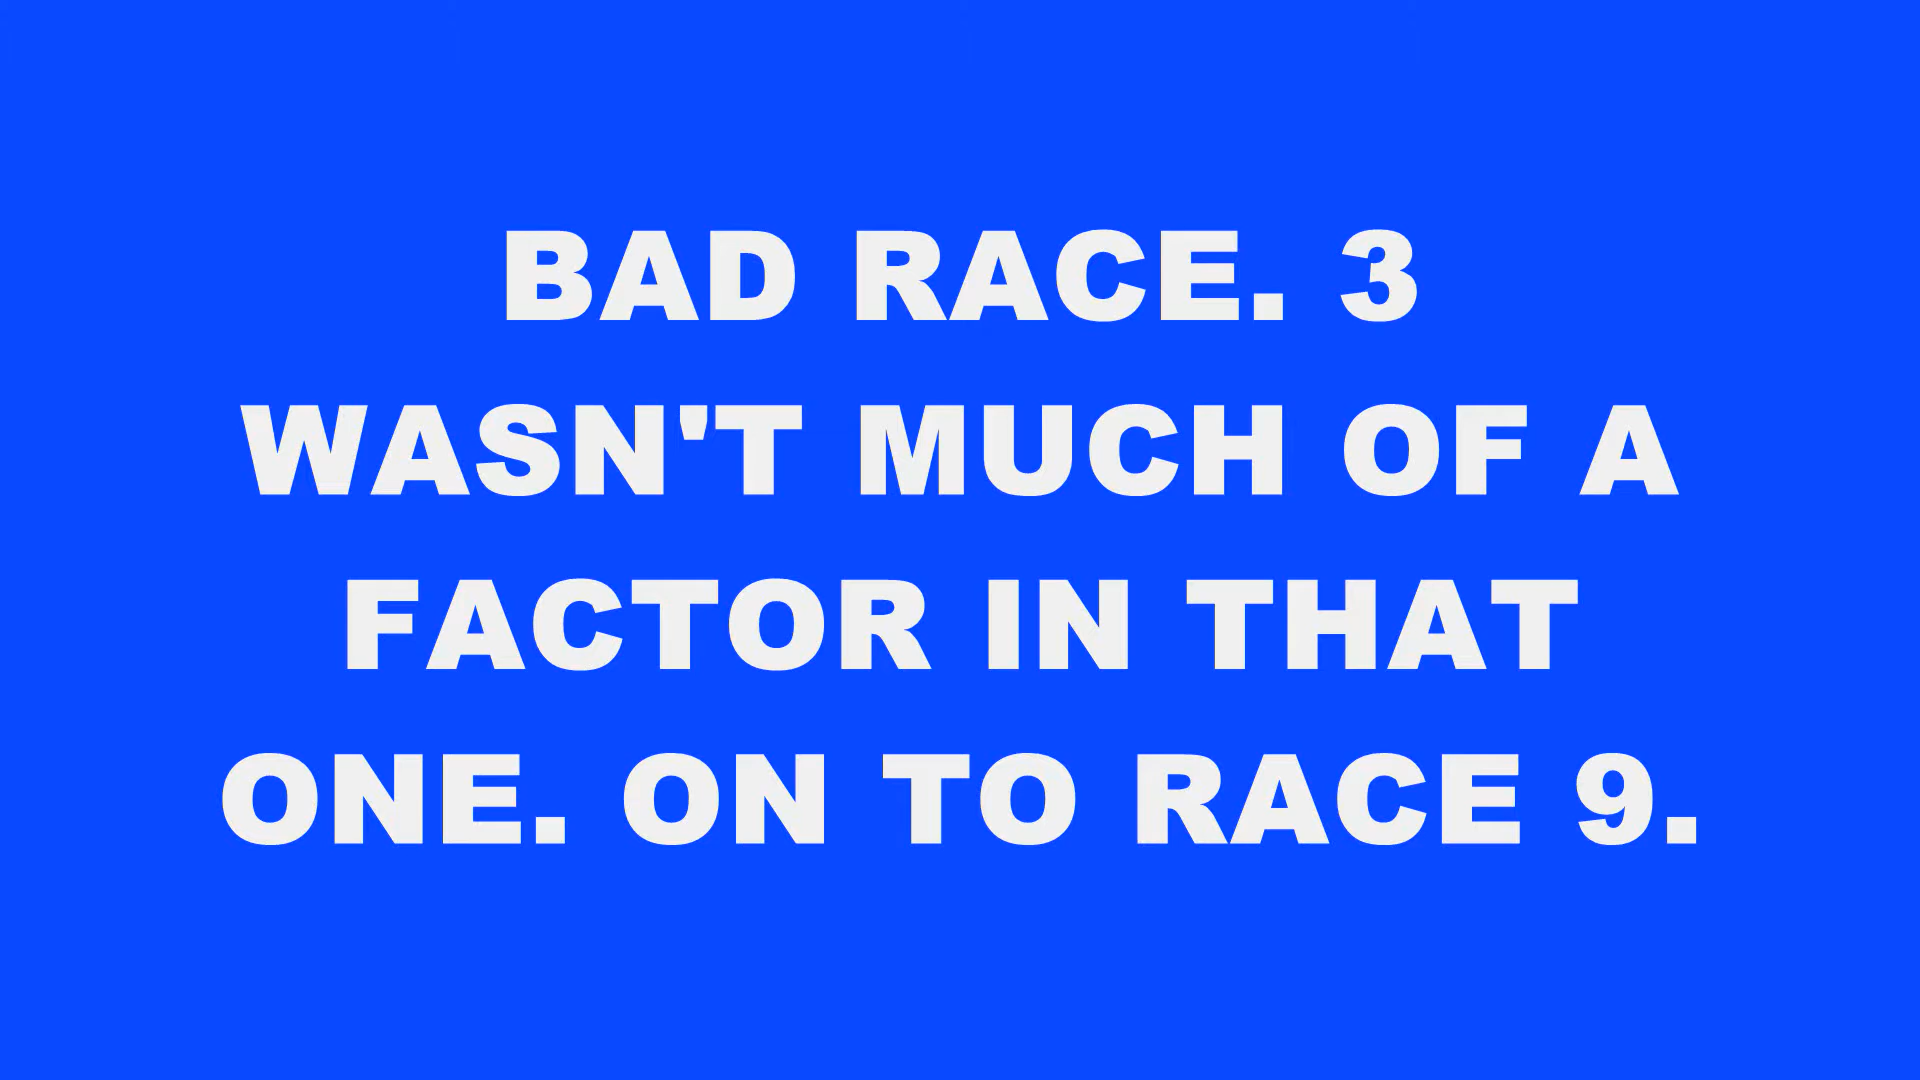 BAD RACE. 3
WASN'T MUCH OF A
FACTOR IN THAT
ONE. ON TO RACE 9.